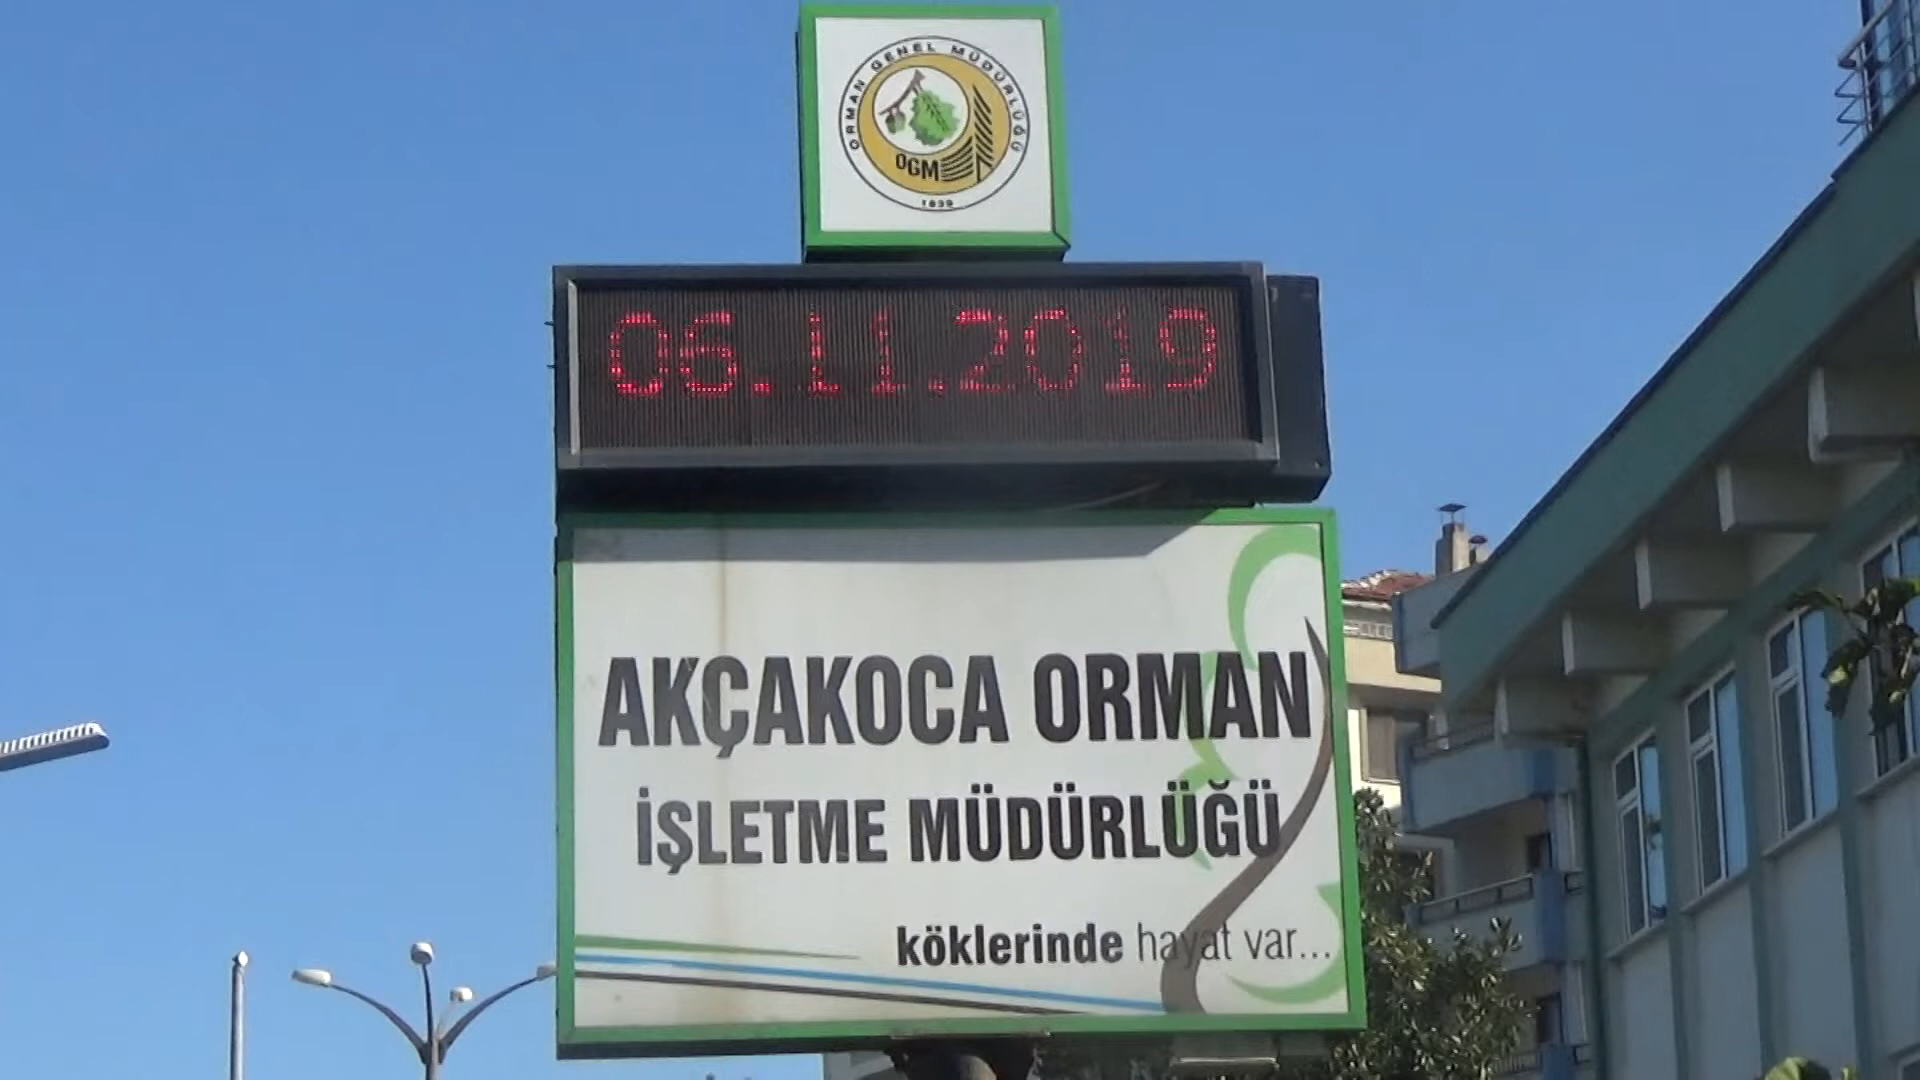 ORMAN GENEL MÜDÜRLÜĞÜ
OGM
1839
06.11.2019
AKÇAKOCA ORMAN
İŞLETME MÜDÜRLÜĞÜ
köklerinde hayat var...